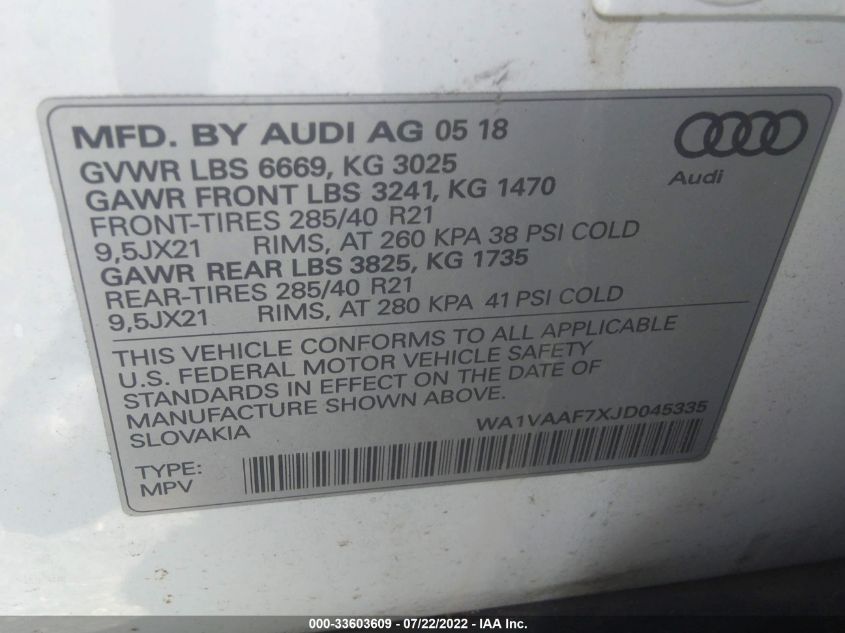 MFD. BY AUDI AG 05 18
GVWR LBS 6669, KG 3025
GAWR FRONT LBS 3241, KG 1470
FRONT-TIRES 285/40 R21
9,5JX21 RIMS, AT 260 KPA 38 PSI COLD
GAWR REAR LBS 3825, KG 1735
REAR-TIRES 285/40 R21
9,5JX21 RIMS, AT 280 KPA 41 PSI COLD
Audi
THIS VEHICLE CONFORMS TO ALL APPLICABLE
U.S. FEDERAL MOTOR VEHICLE SAFETY
STANDARDS IN EFFECT ON THE DATE OF
MANUFACTURE SHOWN ABOVE.
SLOVAKIA
WA1VAAF7XJD045335
TYPE:
MPV
000-33603609 - 07/22/2022 - IAA Inc.